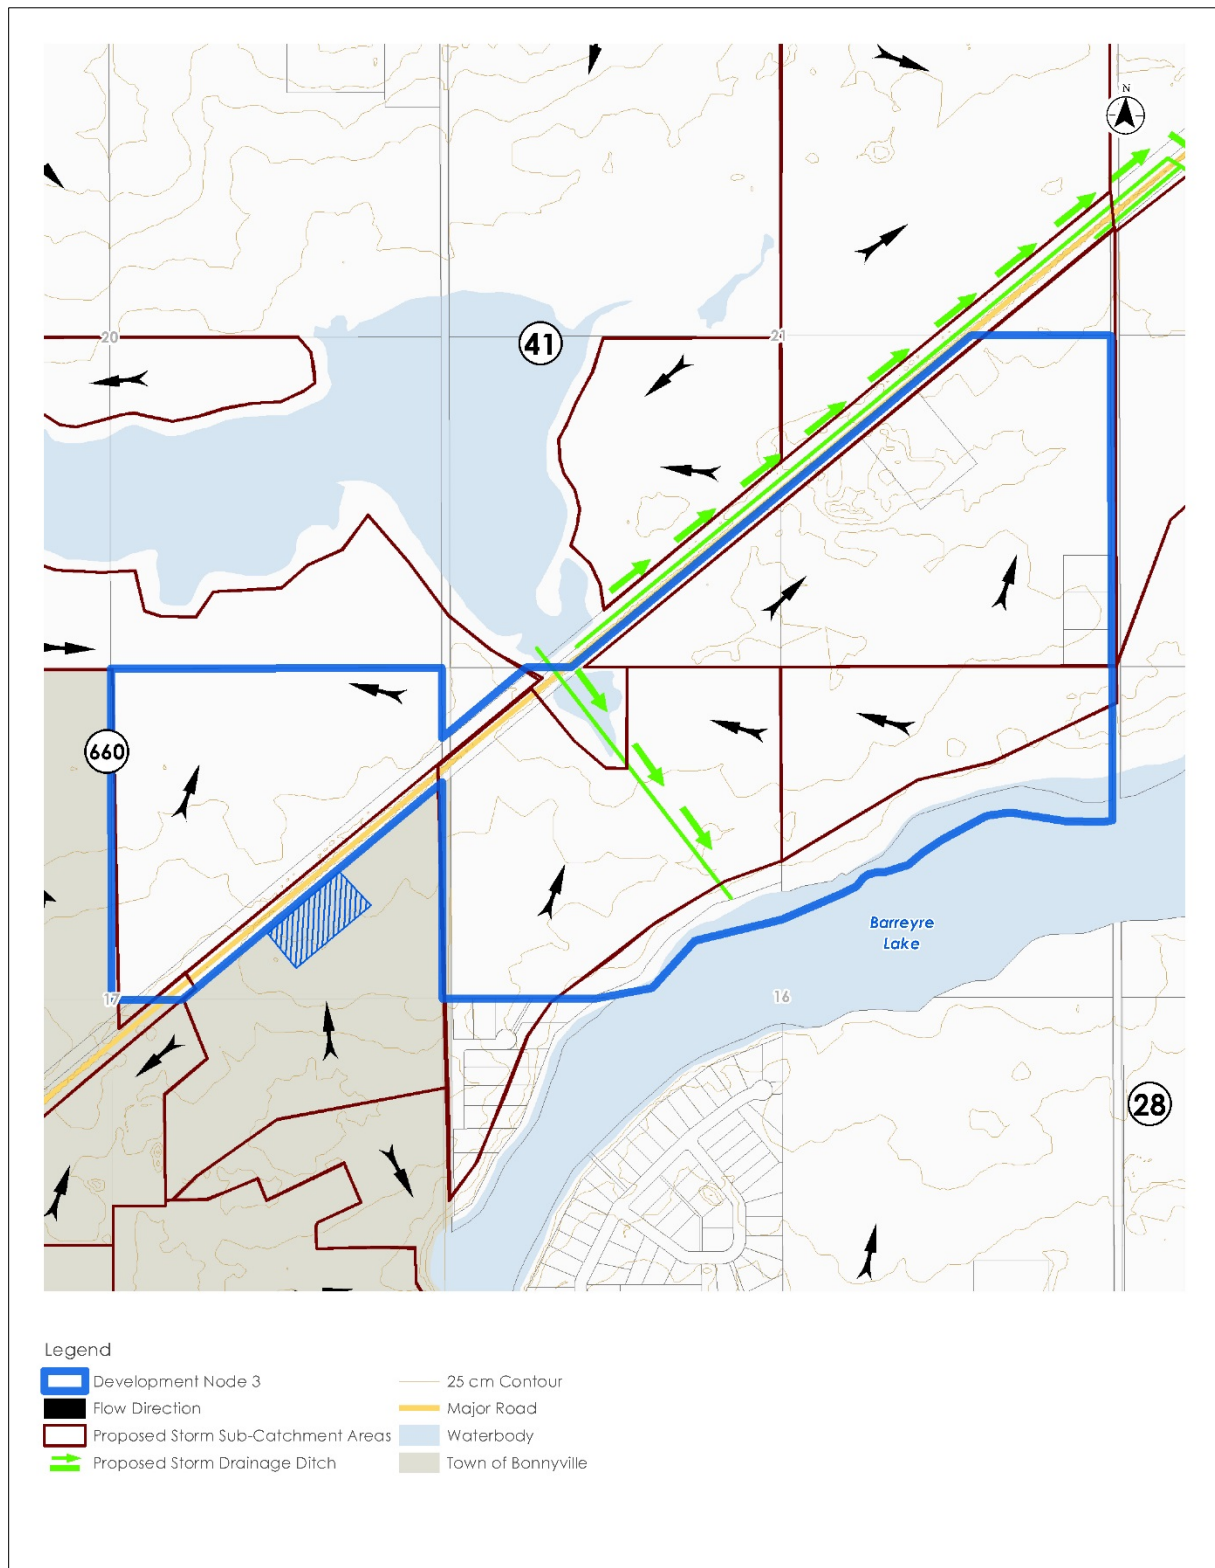 N
20
41
21
660
Barreyre
Lake
17
16
28
Legend
Development Node 3
25 cm Contour
Flow Direction
Major Road
Proposed Storm Sub-Catchment Areas
Waterbody
Proposed Storm Drainage Ditch
Town of Bonnyville